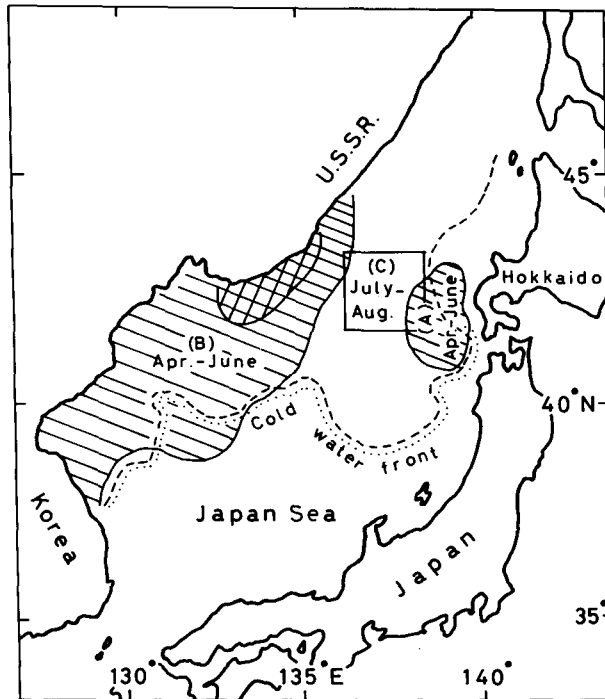 U.S.S.R.
45°
(C)
July-
Aug.
Hokkaido
(A)
Apr.-June
(B)
Apr.-June
40°N
Cold water front
Korea
Japan Sea
Japan
35°
130° 135°E 140°